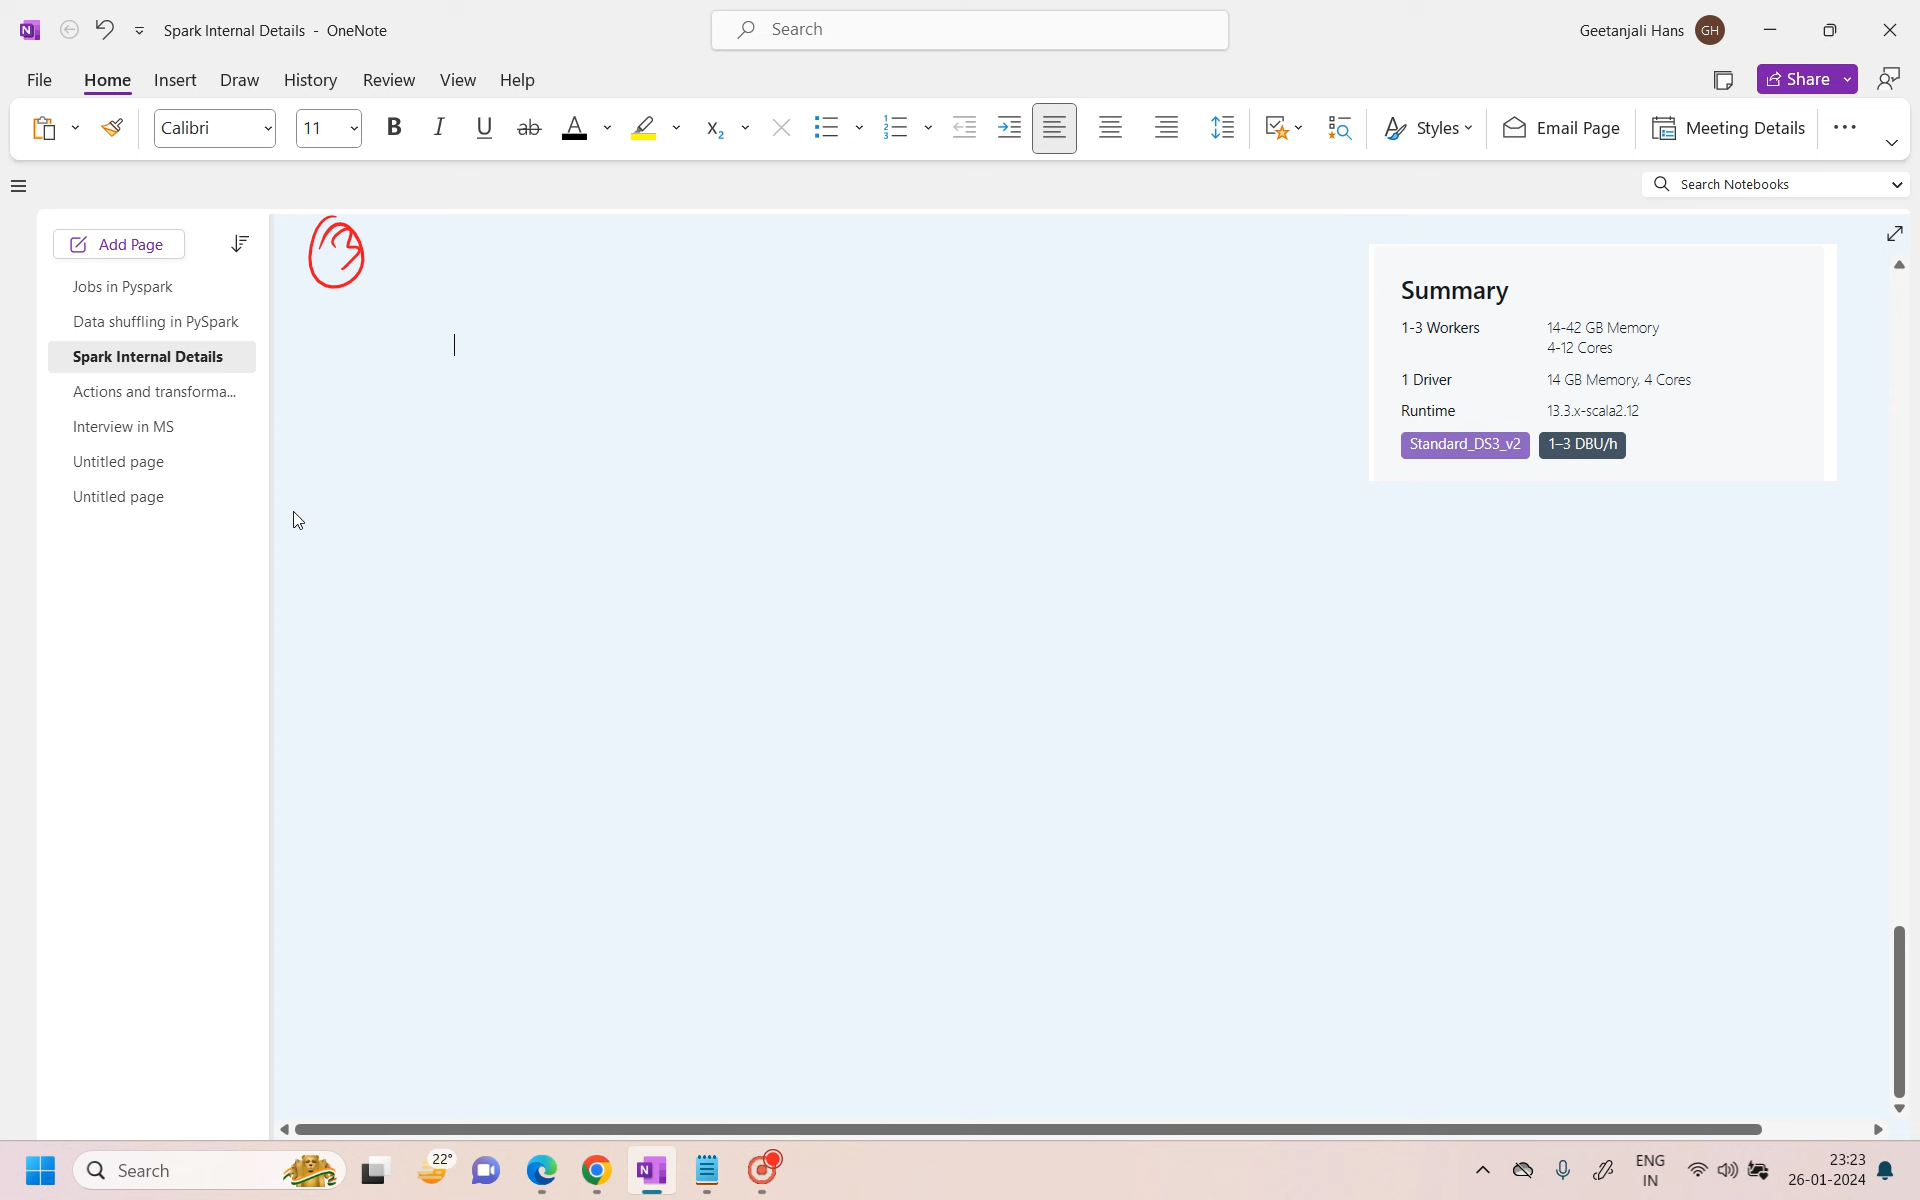 Spark Internal Details - OneNote
Search
Geetanjali Hans
GH
File Home Insert Draw History Review View Help
Share
Calibri
11
Styles
Email Page
Meeting Details
Search Notebooks
Add Page
Jobs in Pyspark
Data shuffling in PySpark
Spark Internal Details
Actions and transforma...
Interview in MS
Untitled page
Untitled page
Summary
1-3 Workers 14-42 GB Memory
4-12 Cores
1 Driver 14 GB Memory, 4 Cores
Runtime 13.3.x-scala2.12
Standard_DS3_v2 1–3 DBU/h
Search
22°
ENG
IN
23:23
26-01-2024